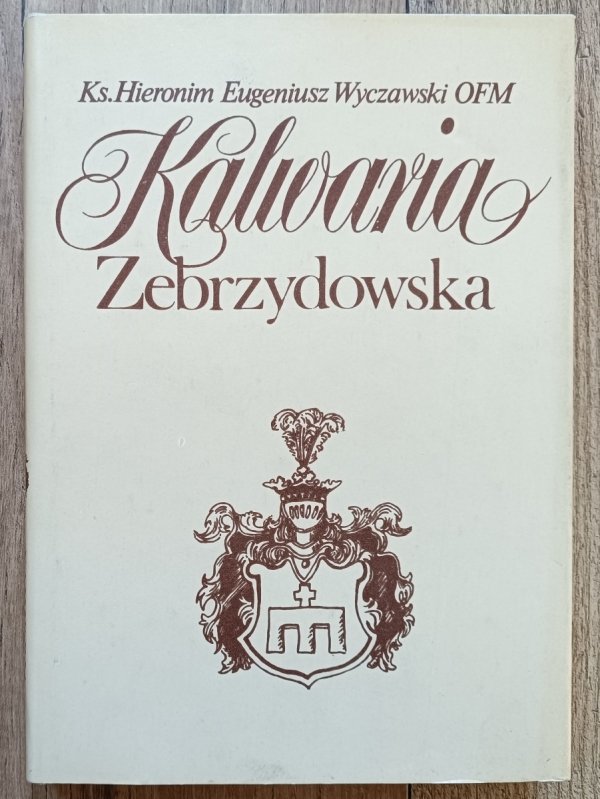 Ks. Hieronim Eugeniusz Wyczawski OFM
Kalwaria
Zebrzydowska